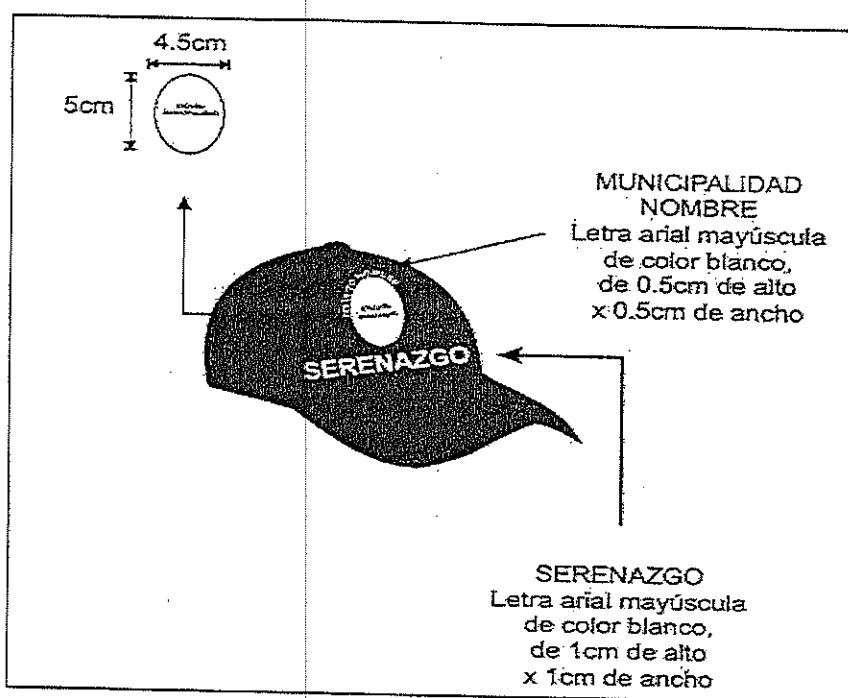 4.5cm
5cm
MUNICIPALIDAD
NOMBRE
Letra arial mayúscula
de color blanco,
de 0.5cm de alto
x 0.5cm de ancho
SERENAZGO
SERENAZGO
Letra arial mayúscula
de color blanco,
de 1cm de alto
x 1cm de ancho